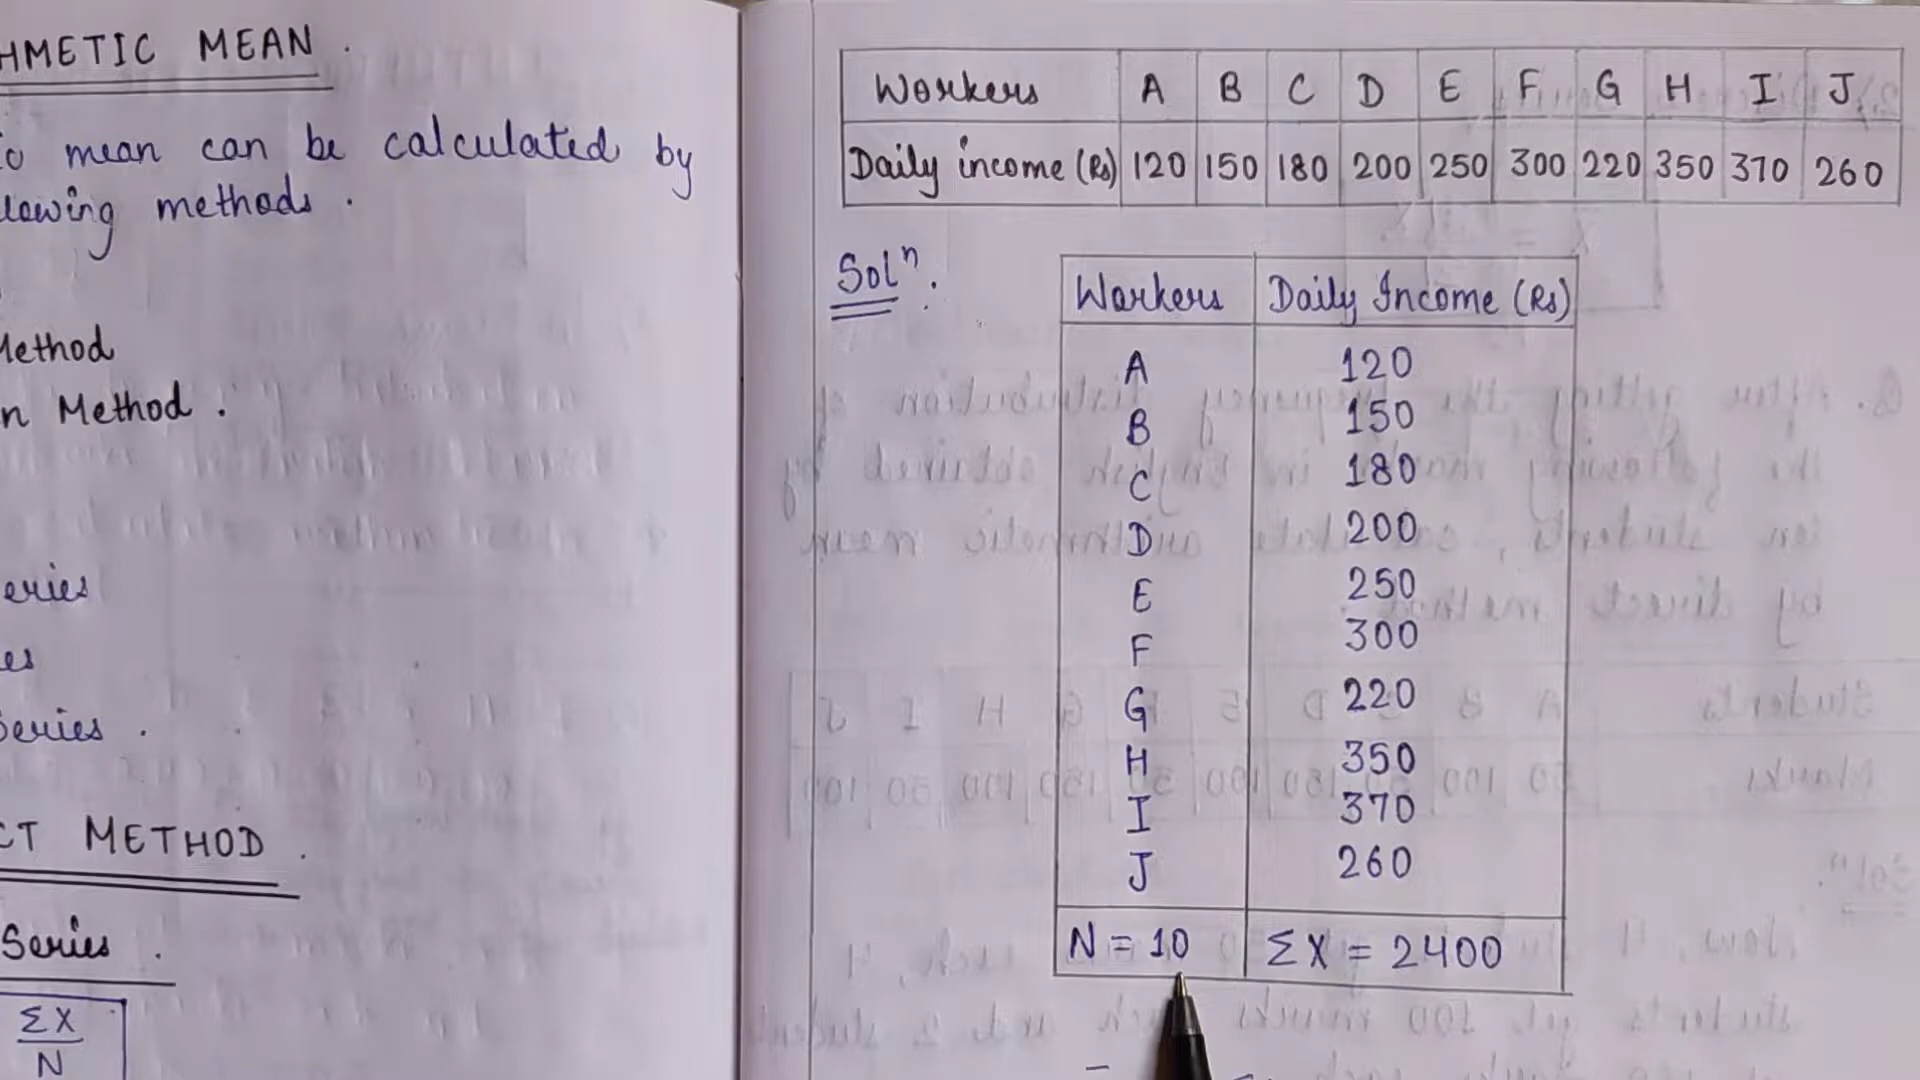 HMETIC MEAN.
mean can be calculated by
lowing methods.
Method
n Method.
eries
es
Series.
CT METHOD.
Series.
ΣX
N
Workers A B C D E F G H I J
Daily income (Rs) 120 150 180 200 250 300 220 350 370 260
Solⁿ.
Workers Daily Income (Rs)
A 120
B 150
C 180
D 200
E 250
F 300
G 220
H 350
I 370
J 260
N = 10 ΣX = 2400